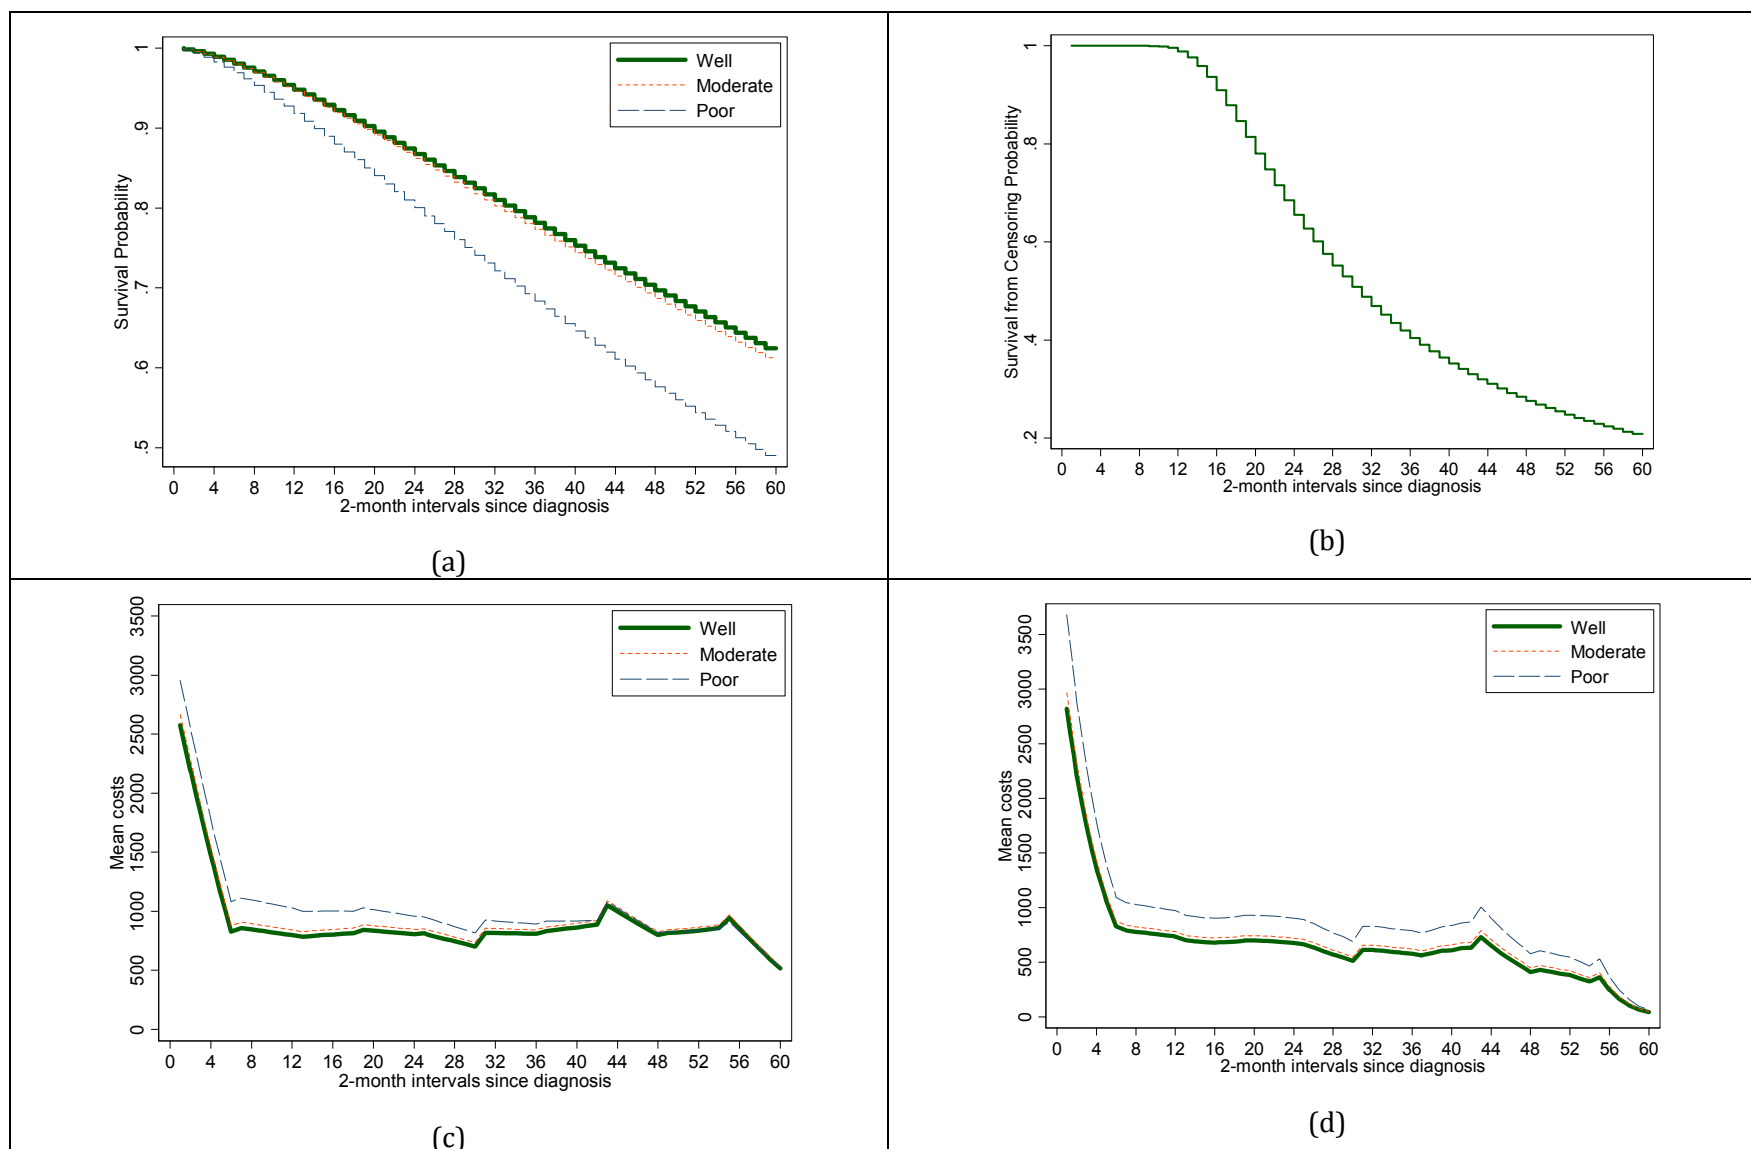 Survival Probability
1
.9
.8
.7
.6
.5
Well
Moderate
Poor
0 4 8 12 16 20 24 28 32 36 40 44 48 52 56 60
2-month intervals since diagnosis
(a)
Survival from Censoring Probability
1
.8
.6
.4
.2
0 4 8 12 16 20 24 28 32 36 40 44 48 52 56 60
2-month intervals since diagnosis
(b)
Mean costs
3500
3000
2500
2000
1500
1000
500
0
Well
Moderate
Poor
0 4 8 12 16 20 24 28 32 36 40 44 48 52 56 60
2-month intervals since diagnosis
(c)
Mean costs
3500
3000
2500
2000
1500
1000
500
0
Well
Moderate
Poor
0 4 8 12 16 20 24 28 32 36 40 44 48 52 56 60
2-month intervals since diagnosis
(d)